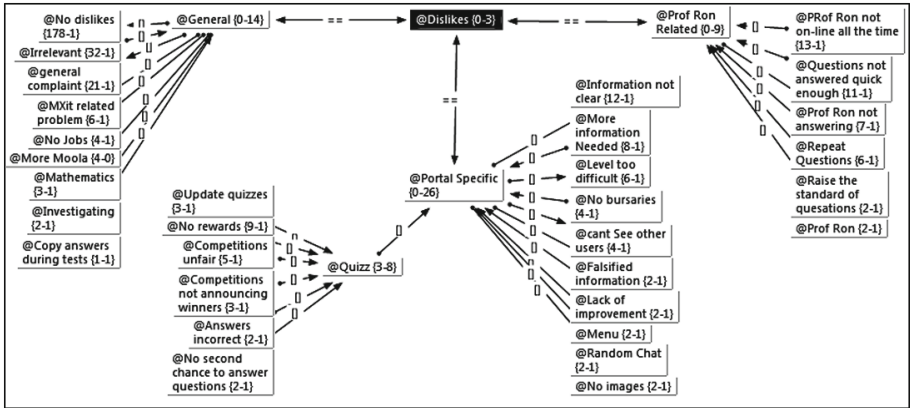 @No dislikes
{178-1}
@Irrelevant {32-1}
@general
complaint {21-1}
@MXit related
problem {6-1}
@No Jobs {4-1}
@More Moola {4-0}
@Mathematics
{3-1}
@Investigating
{2-1}
@Copy answers
during tests {1-1}
@General {0-14}
==
@Dislikes {0-3}
==
@Prof Ron
Related {0-9}
@PRof Ron not
on-line all the time
{13-1}
@Questions not
answered quick
enough {11-1}
@Prof Ron not
answering {7-1}
@Repeat
Questions {6-1}
@Raise the
standard of
quesations {2-1}
@Prof Ron {2-1}
==
@Portal Specific
{0-26}
@Information not
clear {12-1}
@More
information
Needed {8-1}
@Level too
difficult {6-1}
@No bursaries
{4-1}
@cant See other
users {4-1}
@Falsified
information {2-1}
@Lack of
improvement {2-1}
@Menu {2-1}
@Random Chat
{2-1}
@No images {2-1}
@Update quizzes
{3-1}
@No rewards {9-1}
@Competitions
unfair {5-1}
@Competitions
not announcing
winners {3-1}
@Answers
incorrect {2-1}
@No second
chance to answer
questions {2-1}
@Quizz {3-8}